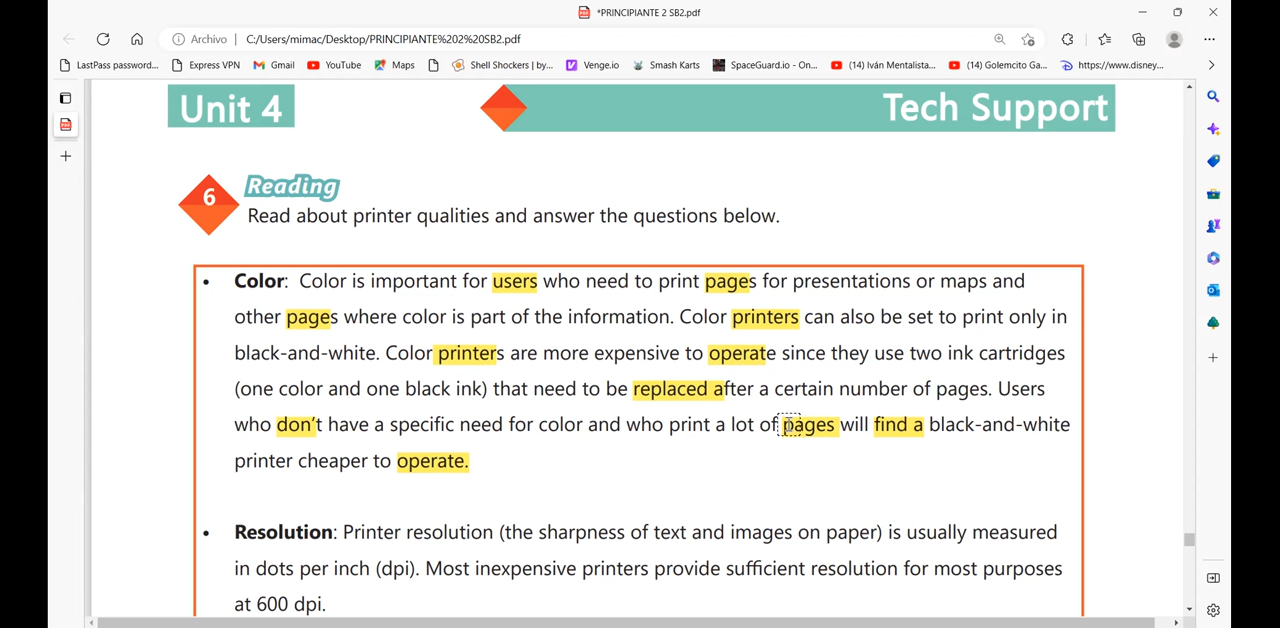 *PRINCIPIANTE 2 SB2.pdf
Archivo | C:/Users/mimac/Desktop/PRINCIPIANTE%202%20SB2.pdf
LastPass password... Express VPN Gmail YouTube Maps Shell Shockers | by... Venge.io Smash Karts SpaceGuard.io - On... (14) Iván Mentalista... (14) Golemcito Ga... https://www.disney...
Unit 4 Tech Support
6 Reading
Read about printer qualities and answer the questions below.
• Color: Color is important for users who need to print pages for presentations or maps and
other pages where color is part of the information. Color printers can also be set to print only in
black-and-white. Color printers are more expensive to operate since they use two ink cartridges
(one color and one black ink) that need to be replaced after a certain number of pages. Users
who don't have a specific need for color and who print a lot of pages will find a black-and-white
printer cheaper to operate.
• Resolution: Printer resolution (the sharpness of text and images on paper) is usually measured
in dots per inch (dpi). Most inexpensive printers provide sufficient resolution for most purposes
at 600 dpi.